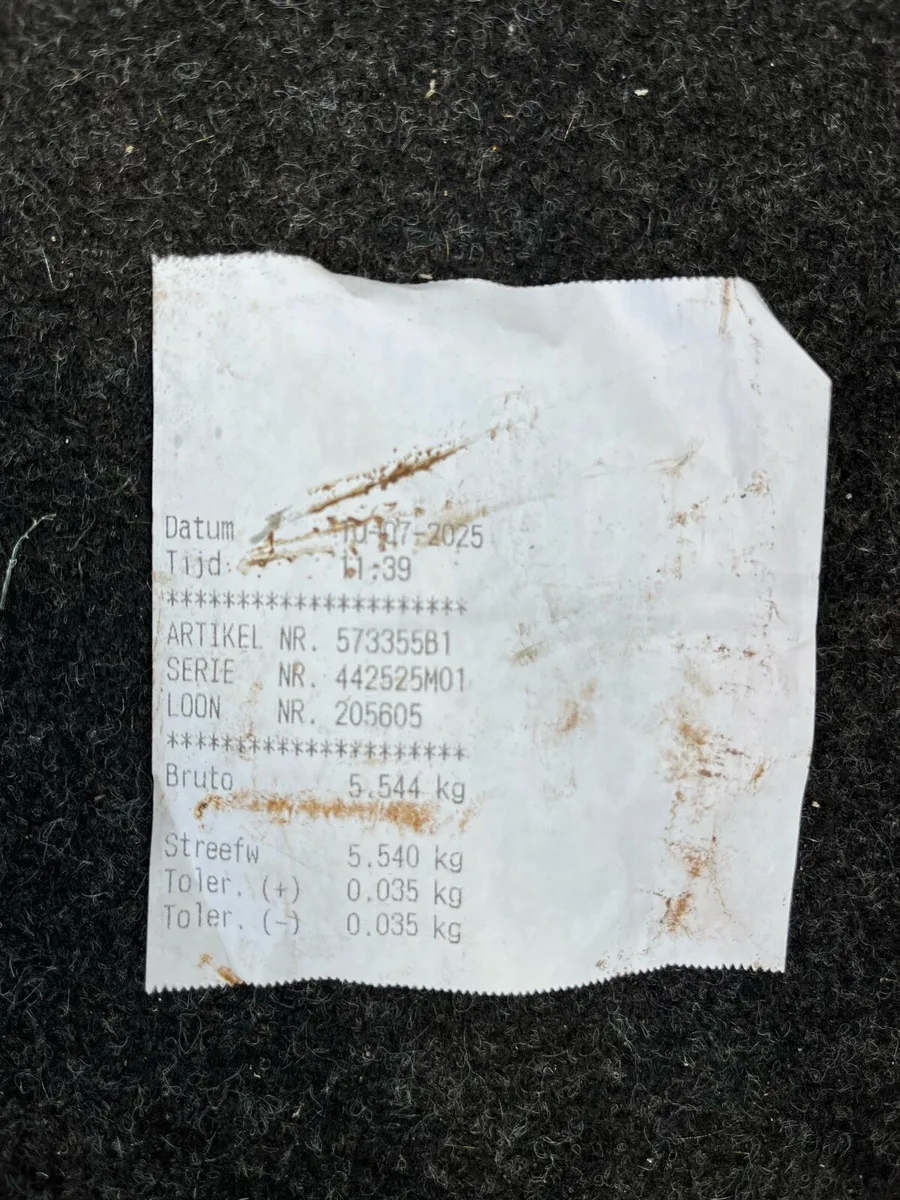 Datum 10-07-2025
Tijd: 11:39
*********************
ARTIKEL NR. 573355B1
SERIE NR. 442525M01
LOON NR. 205605
*********************
Bruto 5.544 kg
Streefw 5.540 kg
Toler. (+) 0.035 kg
Toler. (-) 0.035 kg